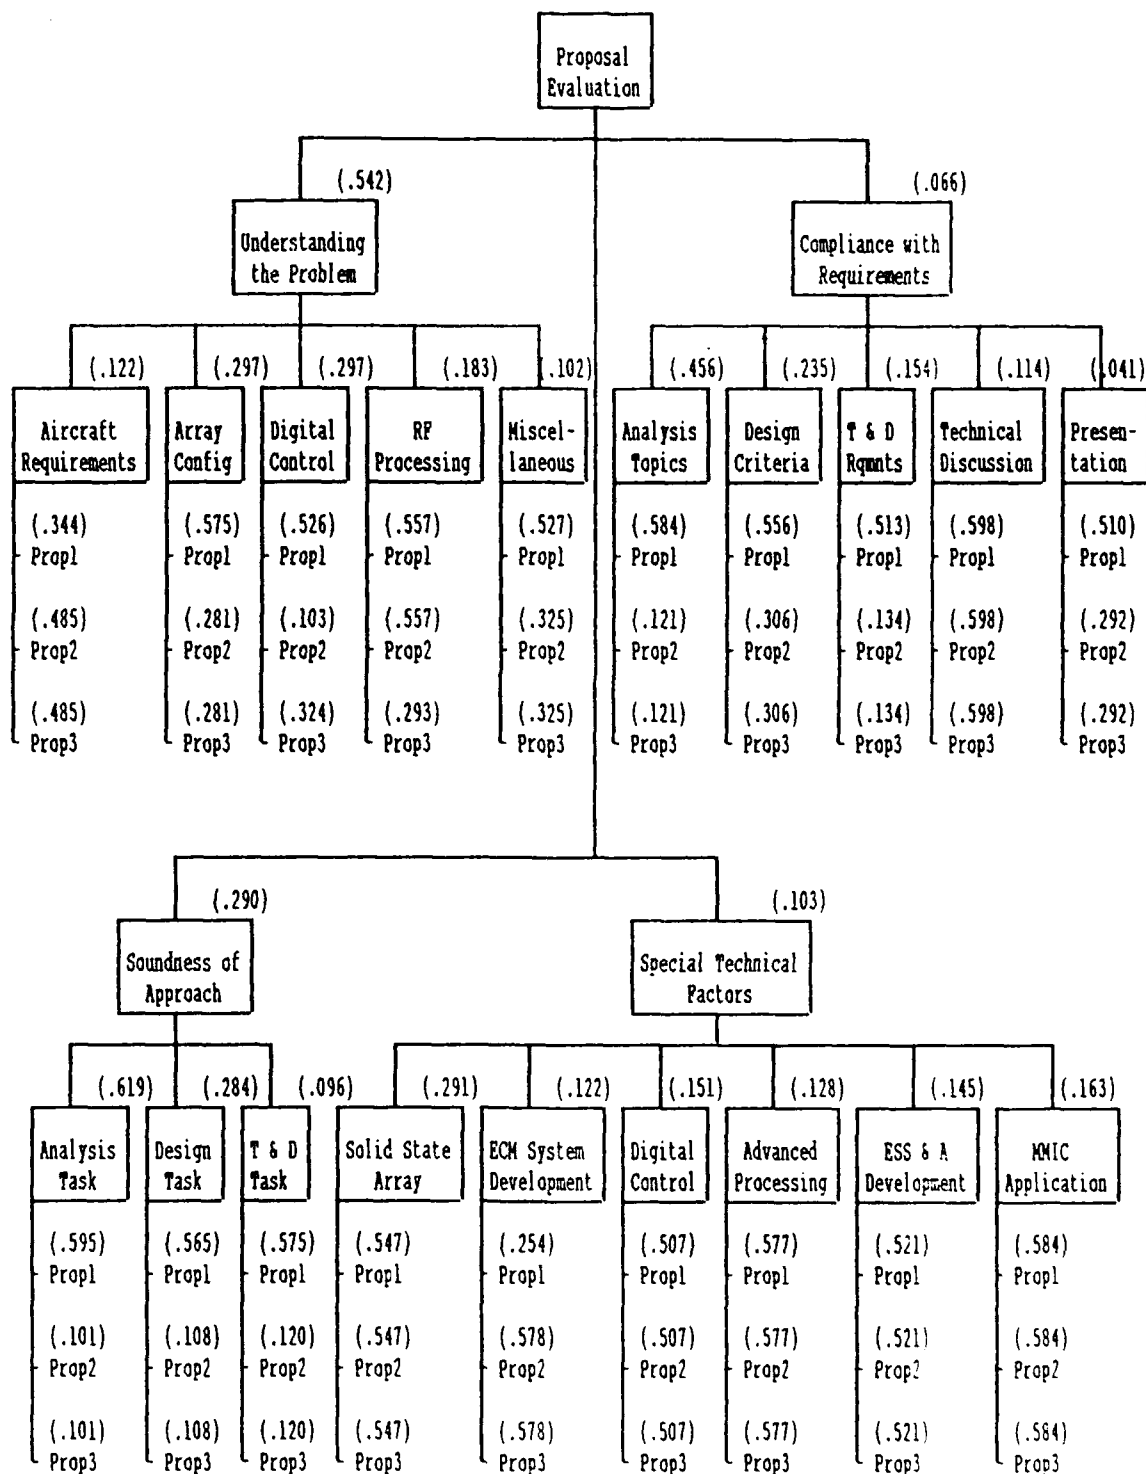 Proposal
Evaluation
(.542)
(.066)
Understanding
the Problem
Compliance with
Requirements
(.122) (.297) (.297) (.183) (.102) (.456) (.235) (.154) (.114) (.041)
Aircraft Array Digital RF Miscel- Analysis Design T & D Technical Presen-
Requirements Config Control Processing laneous Topics Criteria Rqmnts Discussion tation
(.344) (.575) (.526) (.557) (.527) (.584) (.556) (.513) (.598) (.510)
Prop1 Prop1 Prop1 Prop1 Prop1 Prop1 Prop1 Prop1 Prop1 Prop1
(.485) (.281) (.103) (.557) (.325) (.121) (.306) (.134) (.598) (.292)
Prop2 Prop2 Prop2 Prop2 Prop2 Prop2 Prop2 Prop2 Prop2 Prop2
(.485) (.281) (.324) (.293) (.325) (.121) (.306) (.134) (.598) (.292)
Prop3 Prop3 Prop3 Prop3 Prop3 Prop3 Prop3 Prop3 Prop3 Prop3
(.290)
(.103)
Soundness of
Approach
Special Technical
Factors
(.619) (.284) (.096) (.291) (.122) (.151) (.128) (.145) (.163)
Analysis Design T & D Solid State ECM System Digital Advanced ESS & A MMIC
Task Task Task Array Development Control Processing Development Application
(.595) (.565) (.575) (.547) (.254) (.507) (.577) (.521) (.584)
Prop1 Prop1 Prop1 Prop1 Prop1 Prop1 Prop1 Prop1 Prop1
(.101) (.108) (.120) (.547) (.578) (.507) (.577) (.521) (.584)
Prop2 Prop2 Prop2 Prop2 Prop2 Prop2 Prop2 Prop2 Prop2
(.101) (.108) (.120) (.547) (.578) (.507) (.577) (.521) (.584)
Prop3 Prop3 Prop3 Prop3 Prop3 Prop3 Prop3 Prop3 Prop3